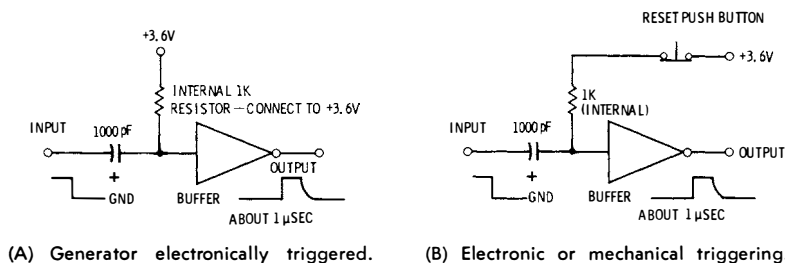 +3.6V
INTERNAL 1K
RESISTOR—CONNECT TO +3.6V
INPUT
1000 pF
+
GND
BUFFER
OUTPUT
ABOUT 1 μSEC
(A) Generator electronically triggered.
RESET PUSH BUTTON
+3.6V
1K
(INTERNAL)
INPUT
1000 pF
+
GND
BUFFER
OUTPUT
ABOUT 1 μSEC
(B) Electronic or mechanical triggering.